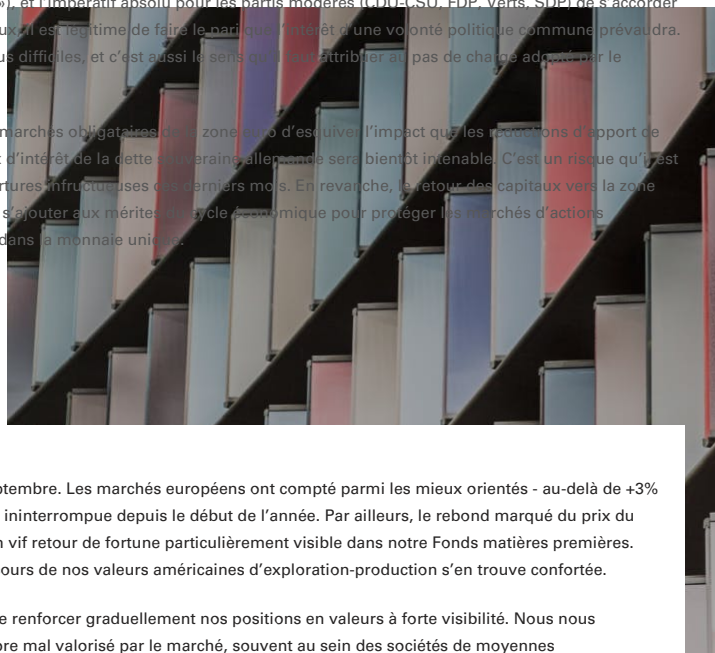 et l'impératif absolu pour les partis modérés (CDU-CSU, FDP, Verts, SDP) de s'accorder
il est légitime de faire le pari que l'intérêt d'une volonté politique commune prévaudra.
difficiles, et c'est aussi le sens qu'il faut attribuer au pas de charge adopté par le
marchés obligataires de la zone euro d'esquiver l'impact que les réductions d'apport de
d'intérêt de la dette souveraine allemande sera bientôt intenable. C'est un risque qu'il est
infructueuses ces derniers mois. En revanche, le retour des capitaux vers la zone
s'ajouter aux mérites du cycle économique pour protéger les marchés d'actions
dans la monnaie unique.
ptembre. Les marchés européens ont compté parmi les mieux orientés - au-delà de +3%
ininterrompue depuis le début de l'année. Par ailleurs, le rebond marqué du prix du
n vif retour de fortune particulièrement visible dans notre Fonds matières premières.
ours de nos valeurs américaines d'exploration-production s'en trouve confortée.
e renforcer graduellement nos positions en valeurs à forte visibilité. Nous nous
bre mal valorisé par le marché, souvent au sein des sociétés de moyennes